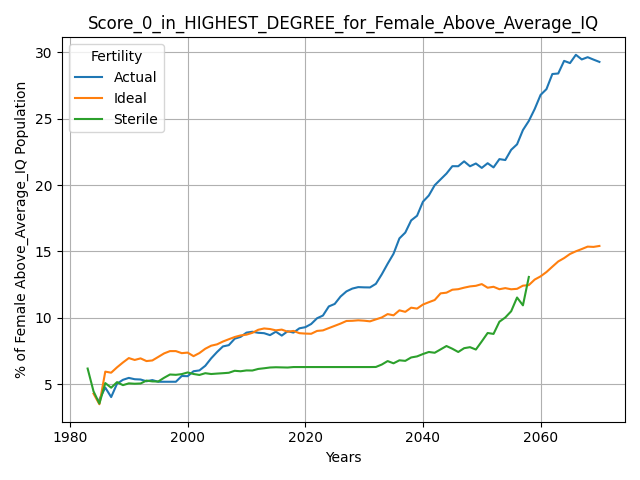 Score_0_in_HIGHEST_DEGREE_for_Female_Above_Average_IQ
% of Female Above_Average_IQ Population
30
25
20
15
10
5
Fertility
Actual
Ideal
Sterile
1980 2000 2020 2040 2060
Years